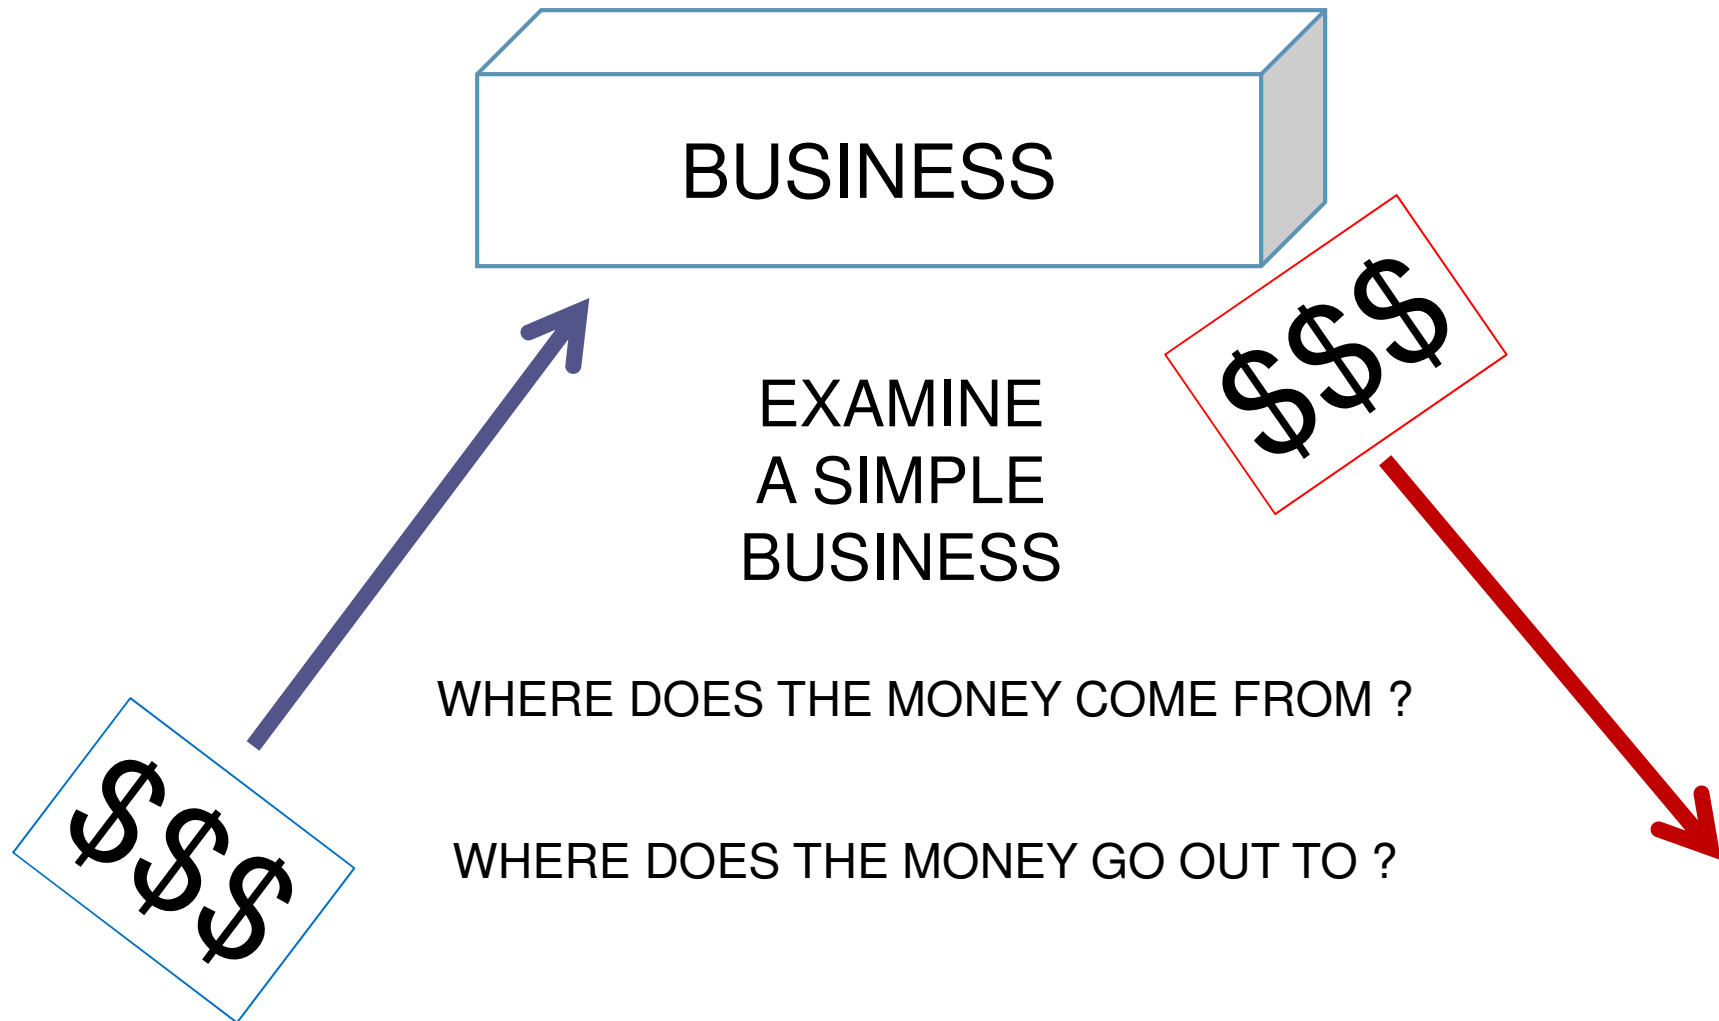 BUSINESS
$$$
EXAMINE
A SIMPLE
BUSINESS
WHERE DOES THE MONEY COME FROM ?
$$$
WHERE DOES THE MONEY GO OUT TO ?